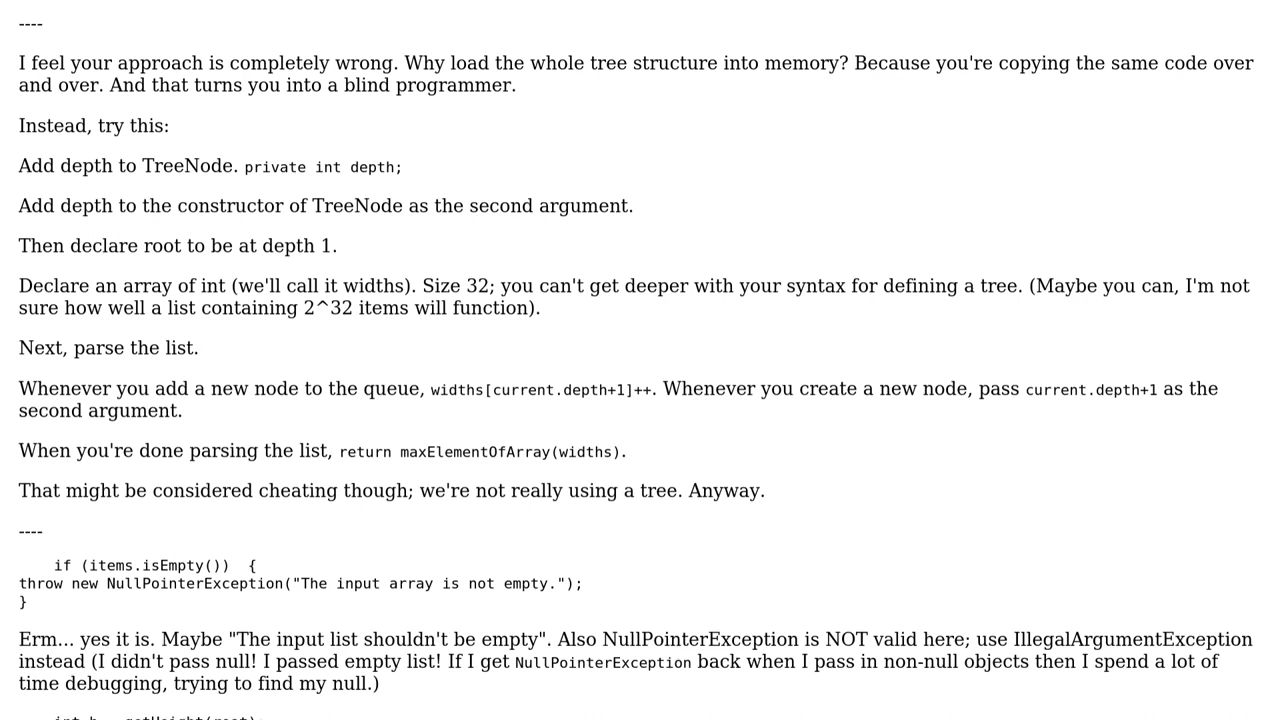 ----
I feel your approach is completely wrong. Why load the whole tree structure into memory? Because you're copying the same code over
and over. And that turns you into a blind programmer.
Instead, try this:
Add depth to TreeNode. private int depth;
Add depth to the constructor of TreeNode as the second argument.
Then declare root to be at depth 1.
Declare an array of int (we'll call it widths). Size 32; you can't get deeper with your syntax for defining a tree. (Maybe you can, I'm not
sure how well a list containing 2^32 items will function).
Next, parse the list.
Whenever you add a new node to the queue, widths[current.depth+1]++. Whenever you create a new node, pass current.depth+1 as the
second argument.
When you're done parsing the list, return maxElementOfArray(widths).
That might be considered cheating though; we're not really using a tree. Anyway.
----
    if (items.isEmpty())  {
throw new NullPointerException("The input array is not empty.");
}
Erm... yes it is. Maybe "The input list shouldn't be empty". Also NullPointerException is NOT valid here; use IllegalArgumentException
instead (I didn't pass null! I passed empty list! If I get NullPointerException back when I pass in non-null objects then I spend a lot of
time debugging, trying to find my null.)